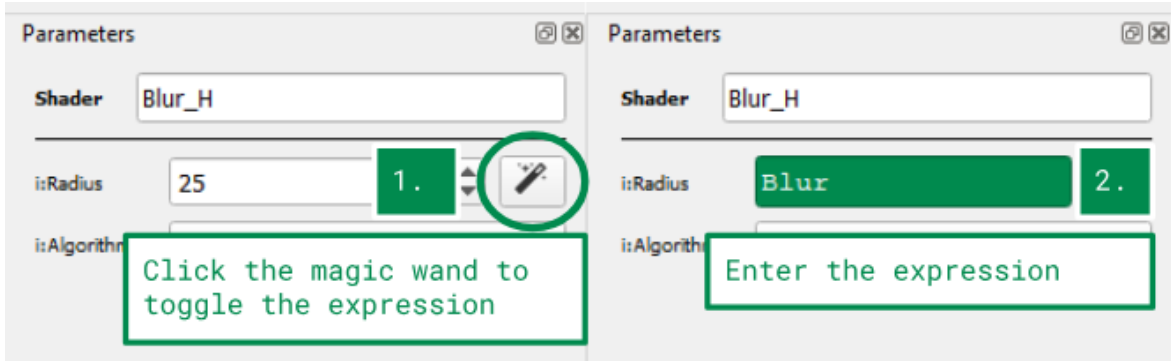 Parameters
Shader Blur_H
i:Radius 25 1.
Click the magic wand to
toggle the expression
Parameters
Shader Blur_H
i:Radius Blur 2.
Enter the expression